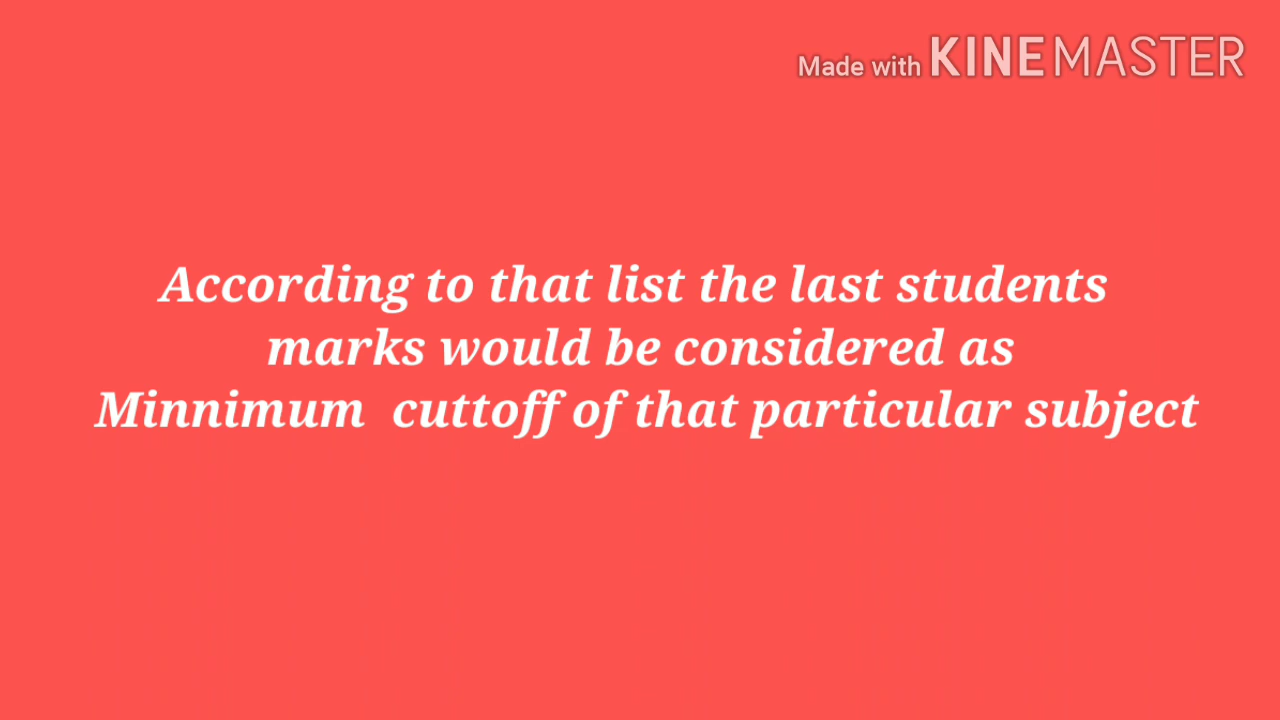 Made with KINEMASTER
According to that list the last students
marks would be considered as
Minnimum cuttoff of that particular subject